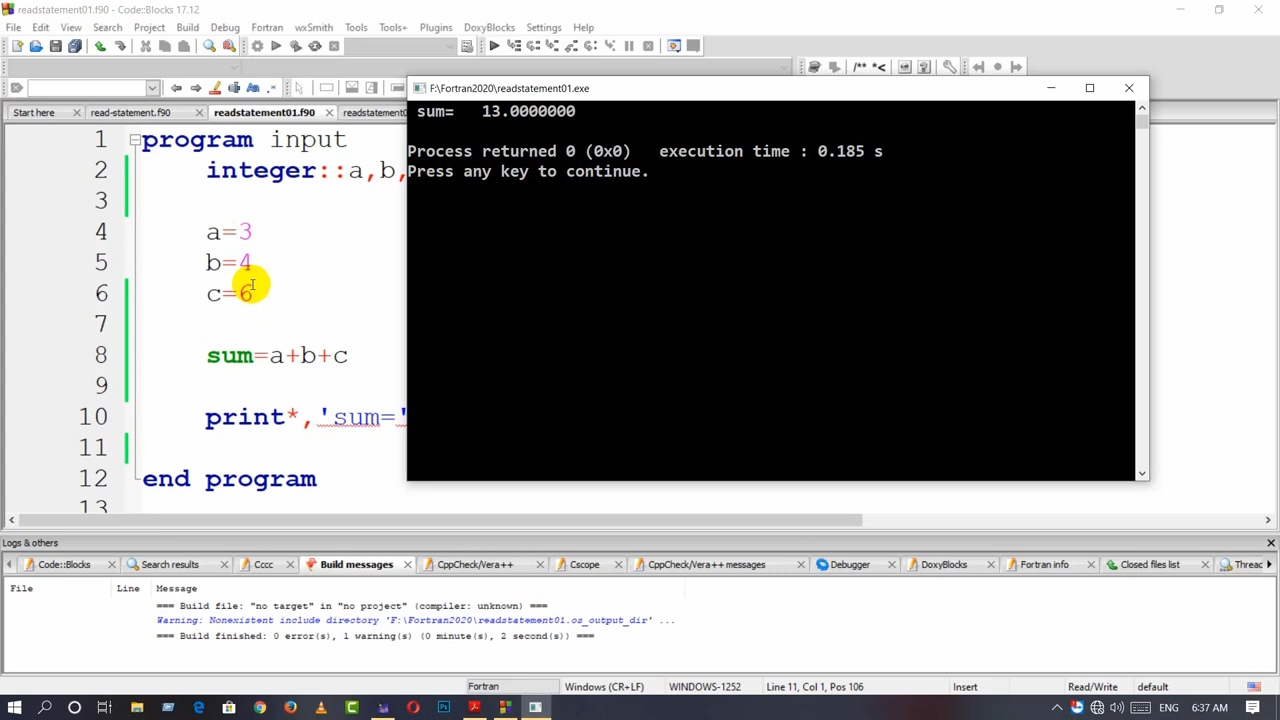 readstatement01.f90 - Code::Blocks 17.12
File Edit View Search Project Build Debug Fortran wxSmith Tools Tools+ Plugins DoxyBlocks Settings Help
/** *<
Start here read-statement.f90 readstatement01.f90 readstatement0
F:\Fortran2020\readstatement01.exe
sum= 13.0000000
Process returned 0 (0x0) execution time : 0.185 s
Press any key to continue.
1 program input
2 integer::a,b,
3
4 a=3
5 b=4
6 c=6
7
8 sum=a+b+c
9
10 print*,'sum='
11
12 end program
13
Logs & others
Code::Blocks Search results Cccc Build messages CppCheck/Vera++ Cscope CppCheck/Vera++ messages Debugger DoxyBlocks Fortran info Closed files list Threa
File Line Message
=== Build file: "no target" in "no project" (compiler: unknown) ===
Warning: Nonexistent include directory 'F:\Fortran2020\readstatement01.os_output_dir' ...
=== Build finished: 0 error(s), 1 warning(s) (0 minute(s), 2 second(s)) ===
Fortran Windows (CR+LF) WINDOWS-1252 Line 11, Col 1, Pos 106 Insert Read/Write default
ENG 6:37 AM